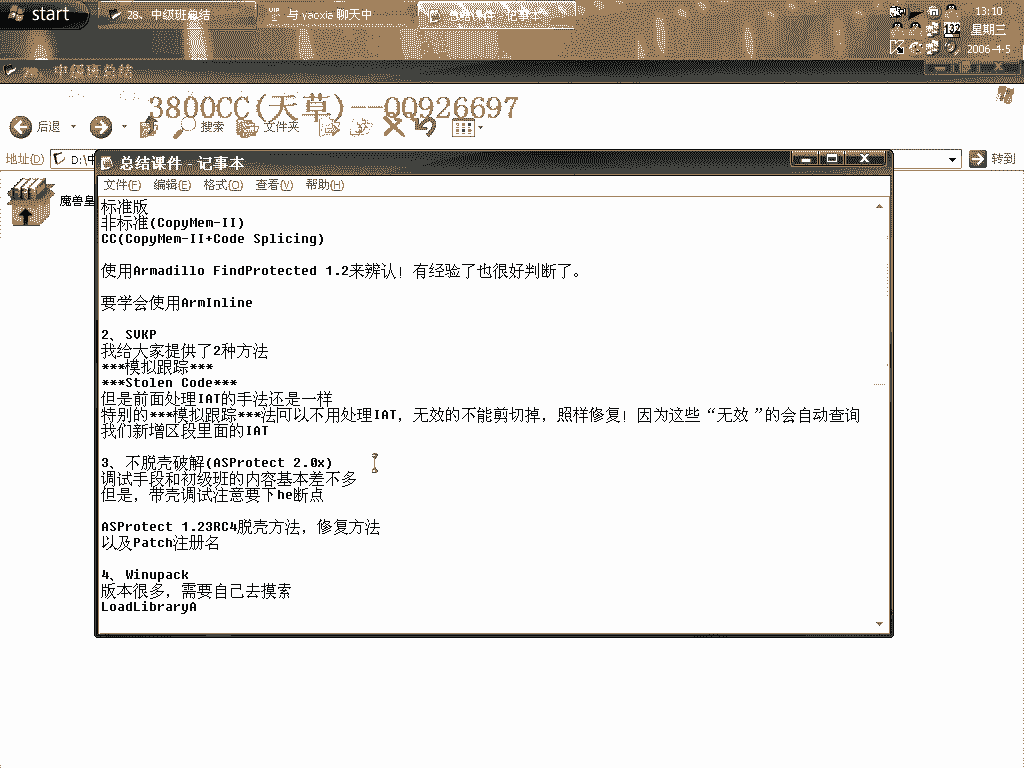 start
28、中级班总结
与 yaoxia 聊天中
总结课件 - 记事本
13:10
星期三
2006-4-5
132
28、中级班总结
3800CC(天草)--QQ926697
后退
搜索
文件夹
地址(D)
D:\中
转到
魔兽皇
总结课件 - 记事本
文件(F) 编辑(E) 格式(O) 查看(V) 帮助(H)
标准版
非标准(CopyMem-II)
CC(CopyMem-II+Code Splicing)
使用Armadillo FindProtected 1.2来辨认！有经验了也很好判断了。
要学会使用ArmInline
2、SVKP
我给大家提供了2种方法
***模拟跟踪***
***Stolen Code***
但是前面处理IAT的手法还是一样
特别的***模拟跟踪***法可以不用处理IAT，无效的不能剪切掉，照样修复！因为这些“无效 ”的会自动查询
我们新增区段里面的IAT
3、不脱壳破解(ASProtect 2.0x)
调试手段和初级班的内容基本差不多
但是，带壳调试注意要下he断点
ASProtect 1.23RC4脱壳方法，修复方法
以及Patch注册名
4、Winupack
版本很多，需要自己去摸索
LoadLibraryA